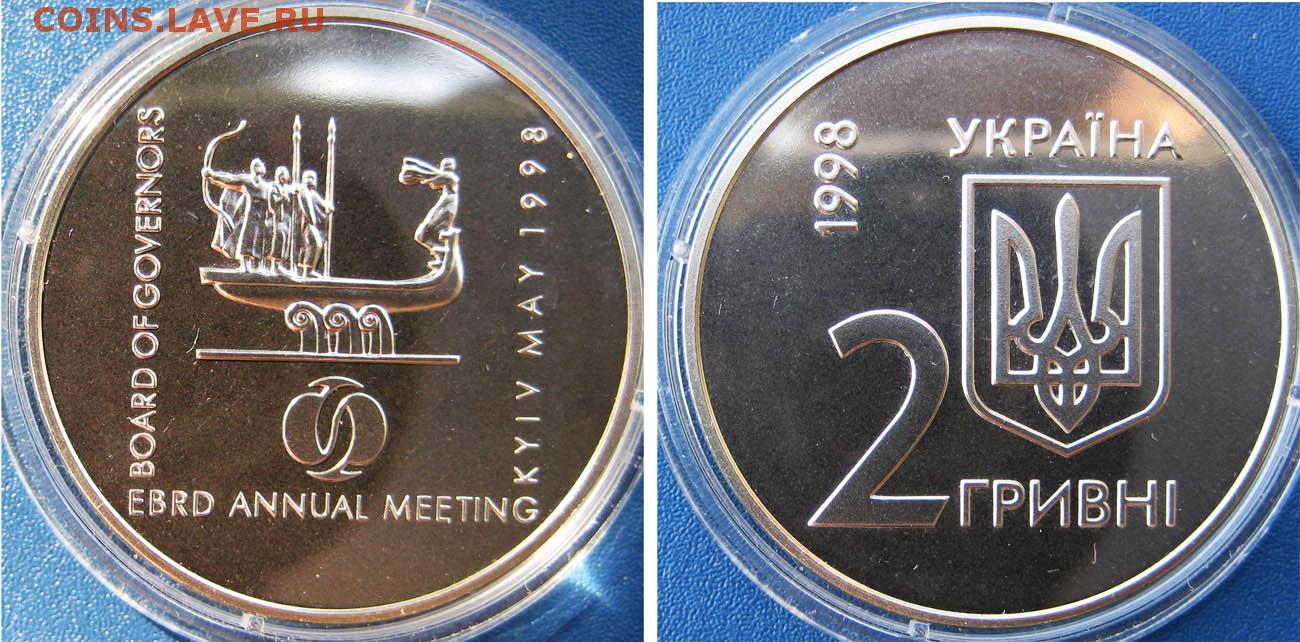 COINS.LAVE.RU
BOARD OF GOVERNORS
EBRD ANNUAL MEETING
KYIV MAY 1998
1998
УКРАЇНА
2
ГРИВНІ